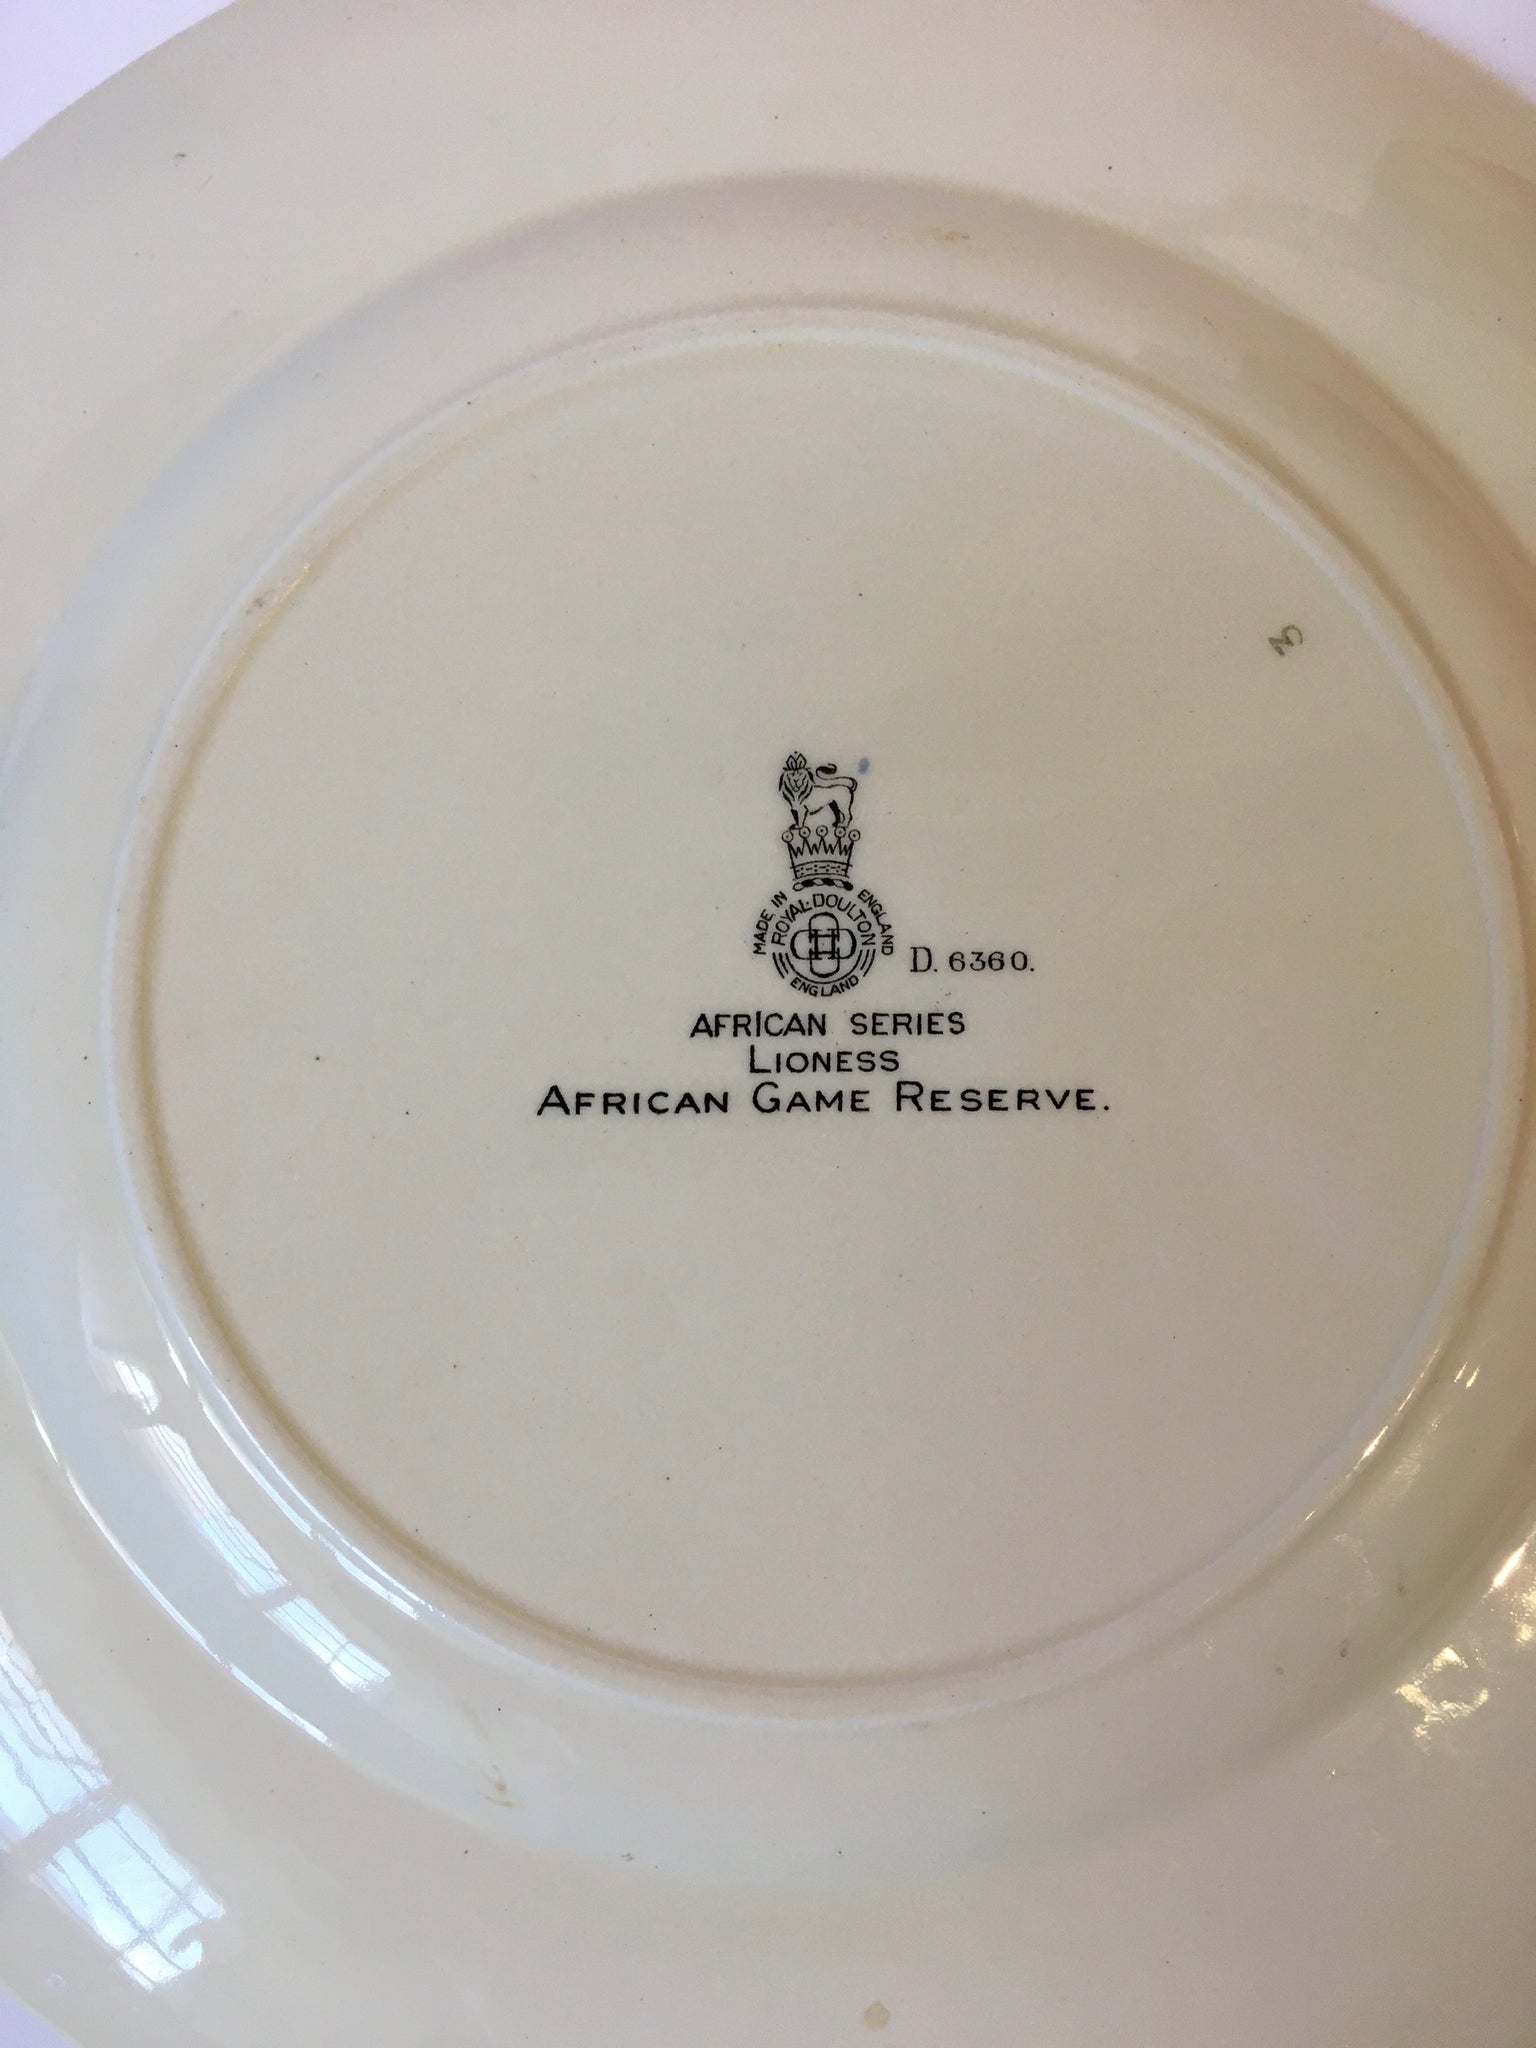 MADE IN ENGLAND
ROYAL DOULTON
ENGLAND
D. 6360.
AFRICAN SERIES
LIONESS
AFRICAN GAME RESERVE.